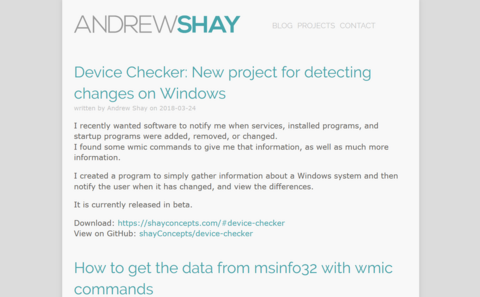 ANDREWSHAY
BLOG PROJECTS CONTACT
Device Checker: New project for detecting
changes on Windows
written by Andrew Shay on 2018-03-24
I recently wanted software to notify me when services, installed programs, and
startup programs were added, removed, or changed.
I found some wmic commands to give me that information, as well as much more
information.
I created a program to simply gather information about a Windows system and then
notify the user when it has changed, and view the differences.
It is currently released in beta.
Download: https://shayconcepts.com/#device-checker
View on GitHub: shayConcepts/device-checker
How to get the data from msinfo32 with wmic
commands